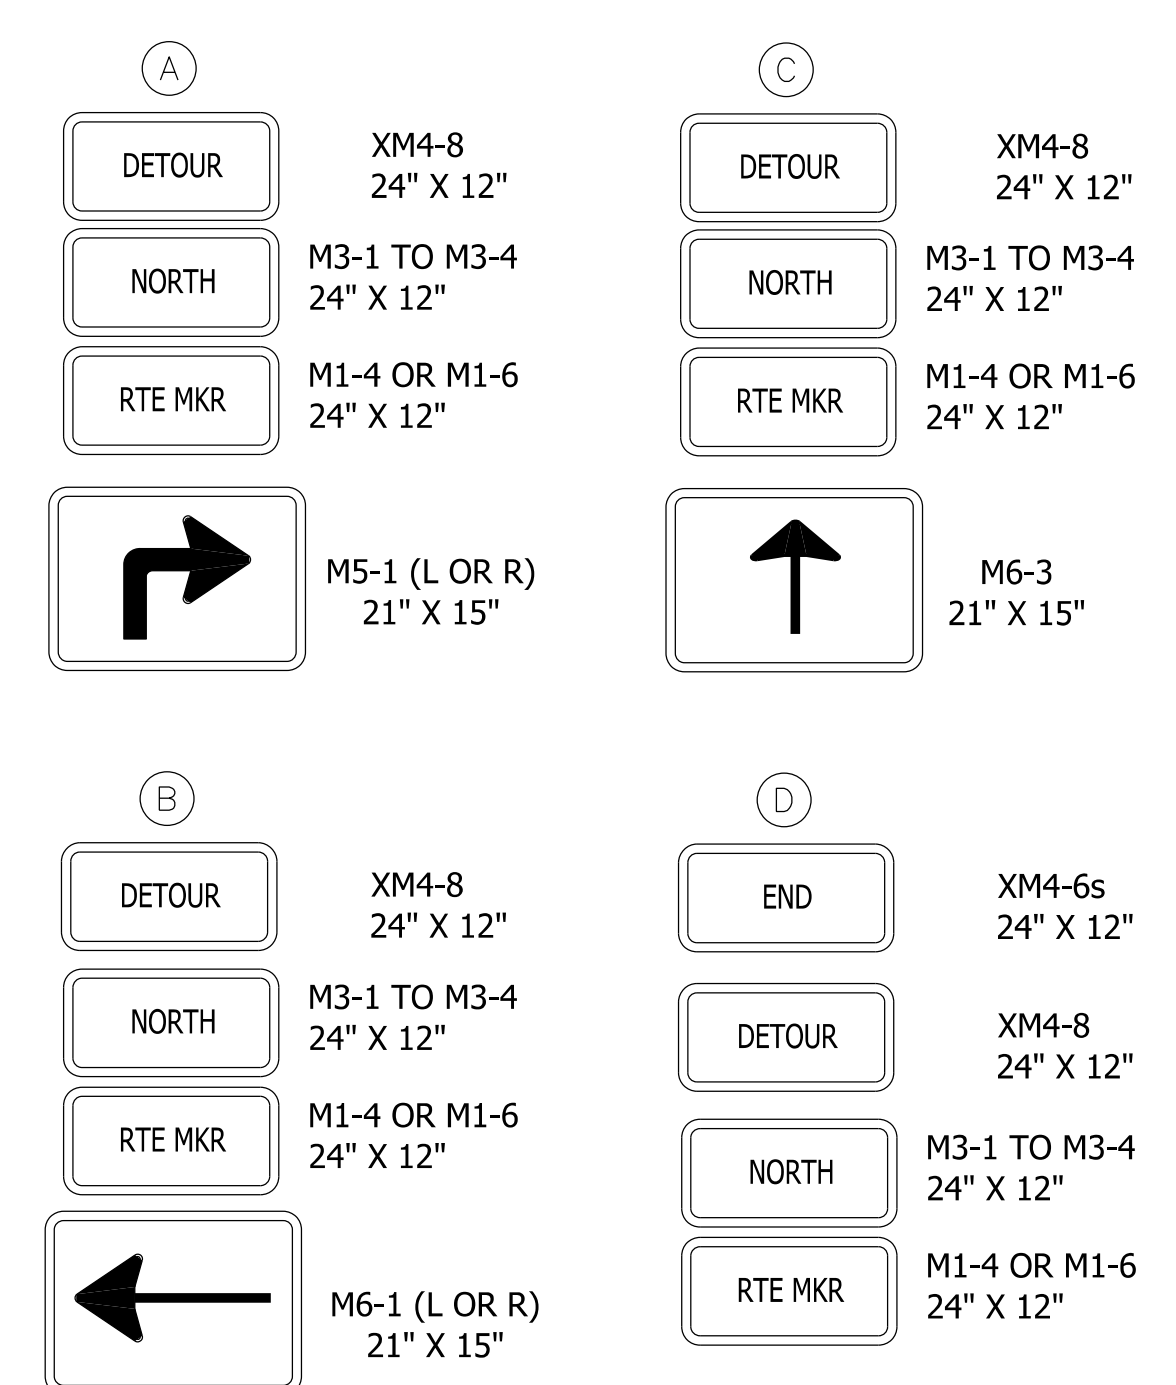 A
DETOUR
XM4-8
24" X 12"
NORTH
M3-1 TO M3-4
24" X 12"
RTE MKR
M1-4 OR M1-6
24" X 12"
M5-1 (L OR R)
21" X 15"
C
DETOUR
XM4-8
24" X 12"
NORTH
M3-1 TO M3-4
24" X 12"
RTE MKR
M1-4 OR M1-6
24" X 12"
M6-3
21" X 15"
B
DETOUR
XM4-8
24" X 12"
NORTH
M3-1 TO M3-4
24" X 12"
RTE MKR
M1-4 OR M1-6
24" X 12"
M6-1 (L OR R)
21" X 15"
D
END
XM4-6s
24" X 12"
DETOUR
XM4-8
24" X 12"
NORTH
M3-1 TO M3-4
24" X 12"
RTE MKR
M1-4 OR M1-6
24" X 12"